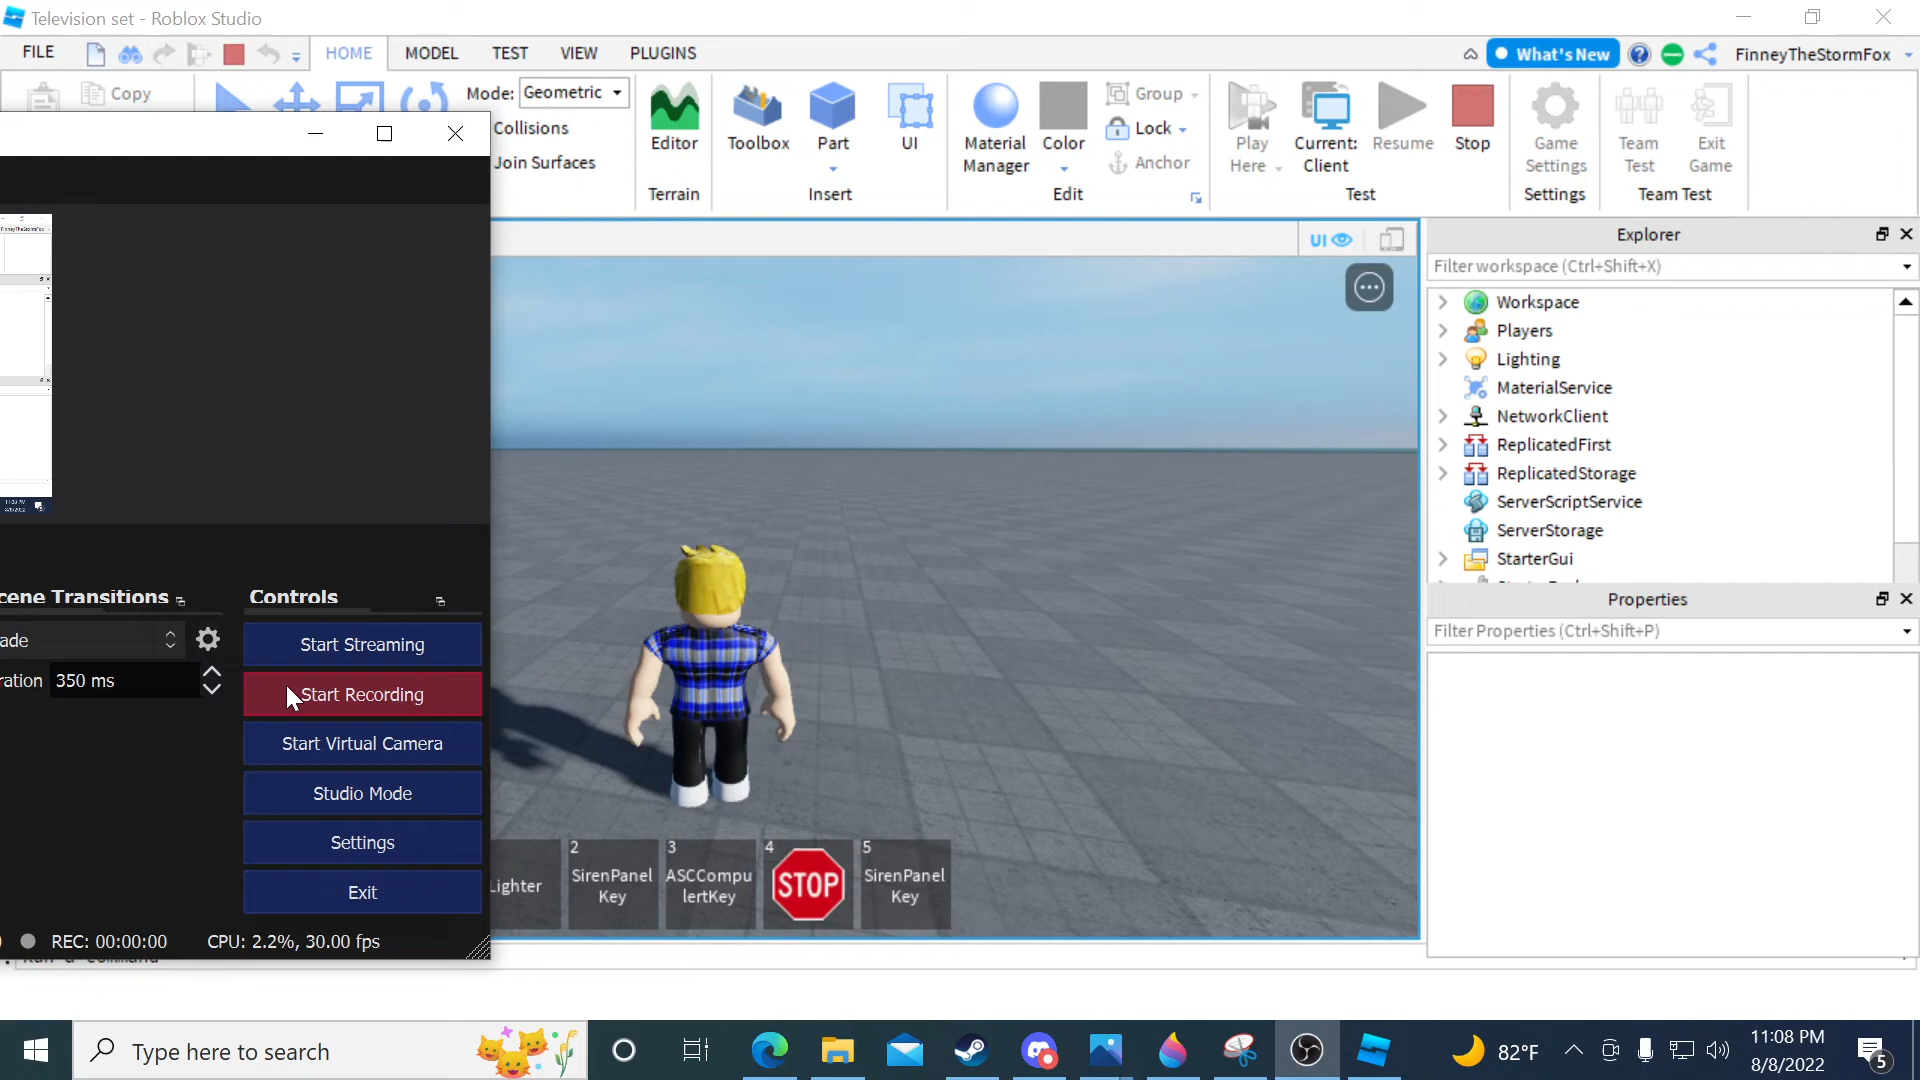 Television set - Roblox Studio
FILE
HOME
MODEL
TEST
VIEW
PLUGINS
What's New
FinneyTheStormFox
Copy
Mode: Geometric
Collisions
Join Surfaces
Editor
Terrain
Toolbox
Part
UI
Insert
Material Manager
Color
Group
Lock
Anchor
Edit
Play Here
Current: Client
Resume
Stop
Test
Game Settings
Settings
Team Test
Exit Game
Team Test
UI
Explorer
Filter workspace (Ctrl+Shift+X)
Workspace
Players
Lighting
MaterialService
NetworkClient
ReplicatedFirst
ReplicatedStorage
ServerScriptService
ServerStorage
StarterGui
Properties
Filter Properties (Ctrl+Shift+P)
cene Transitions
ade
ration 350 ms
Controls
Start Streaming
Start Recording
Start Virtual Camera
Studio Mode
Settings
Exit
REC: 00:00:00
CPU: 2.2%, 30.00 fps
Lighter
2
SirenPanel
Key
3
ASCCompu
lertKey
4
STOP
5
SirenPanel
Key
Type here to search
82°F
11:08 PM
8/8/2022
5